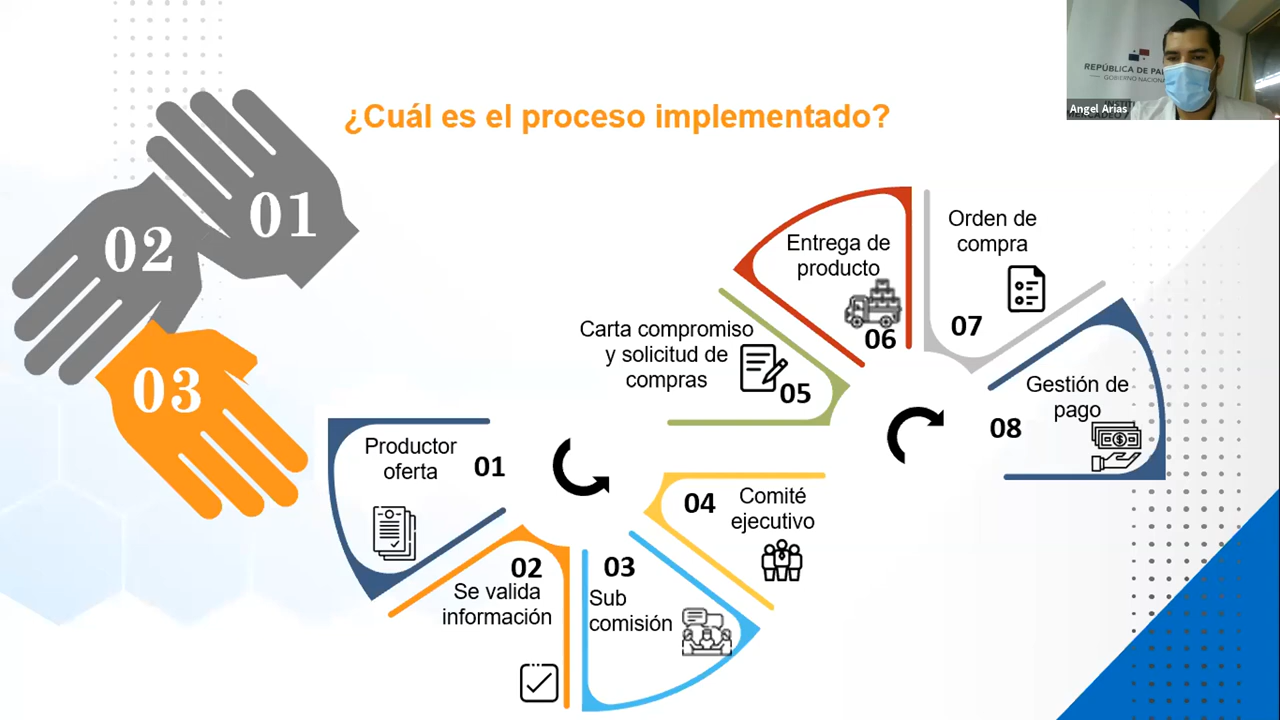 REPÚBLICA DE PA
GOBIERNO NACIONAL
Angel Arias
¿Cuál es el proceso implementado?
01
02
03
Productor
oferta
01
02
Se valida
información
03
Sub
comisión
04
Comité
ejecutivo
Carta compromiso
y solicitud de
compras
05
Entrega de
producto
06
Orden de
compra
07
Gestión de
pago
08